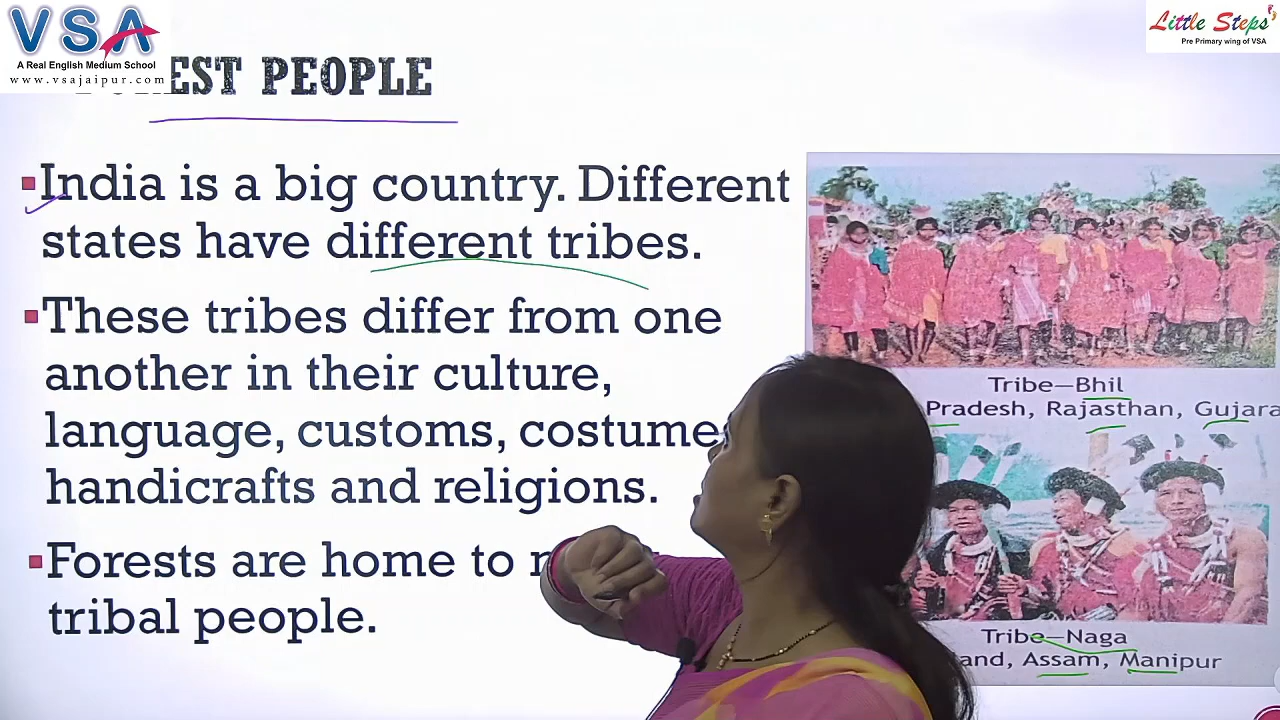 VSA
A Real English Medium School
www.vsajaipur.com
Little Steps
Pre Primary wing of VSA
EST PEOPLE
India is a big country. Different
states have different tribes.
These tribes differ from one
another in their culture,
language, customs, costume
handicrafts and religions.
Forests are home to
tribal people.
Tribe—Bhil
Pradesh, Rajasthan, Gujara
Tribe—Naga
and, Assam, Manipur